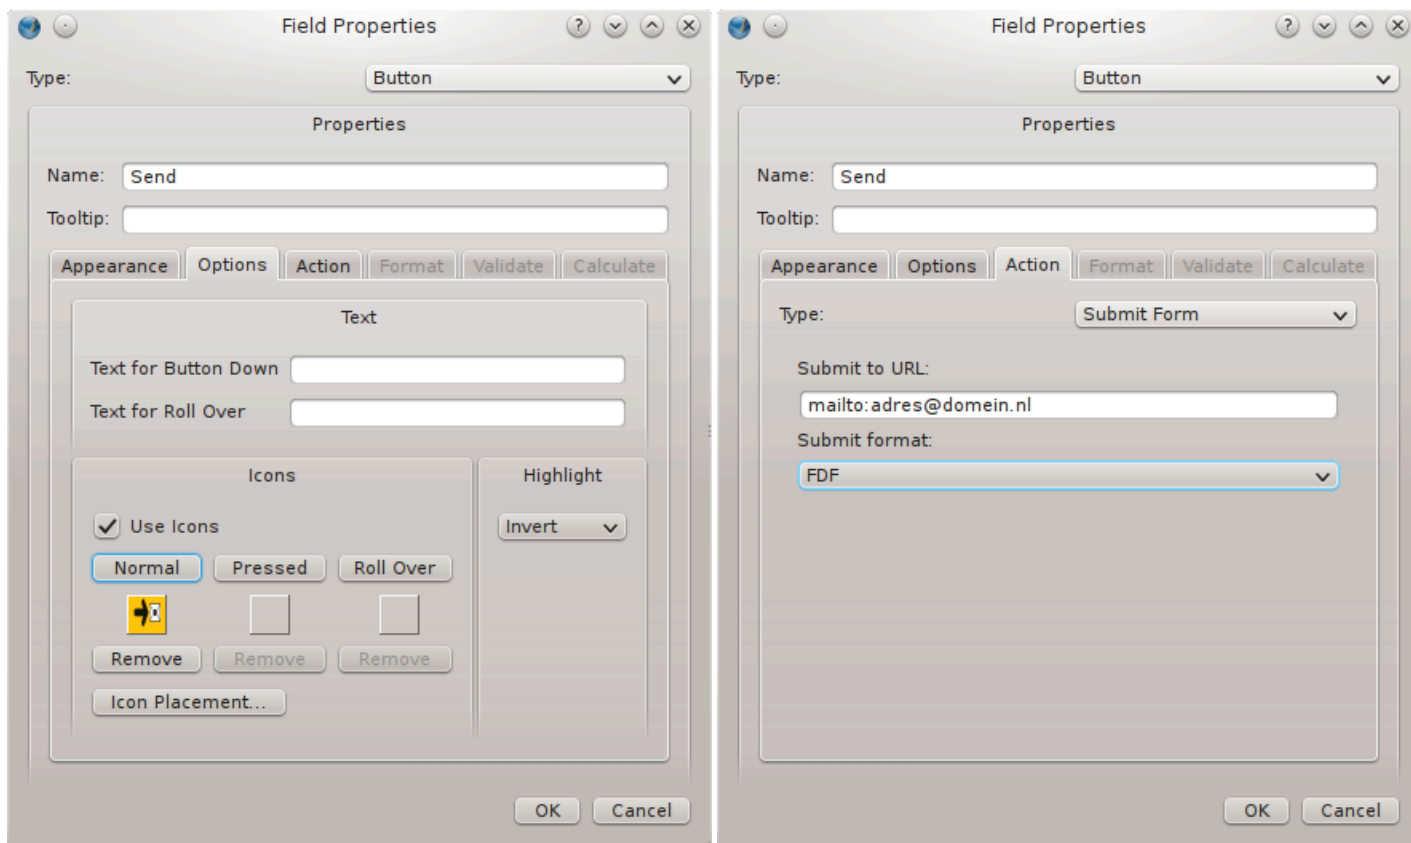 Field Properties
Type: Button
Properties
Name: Send
Tooltip:
Appearance Options Action Format Validate Calculate
Text
Text for Button Down
Text for Roll Over
Icons
Use Icons
Normal Pressed Roll Over
Remove Remove Remove
Icon Placement...
Highlight
Invert
OK Cancel
Field Properties
Type: Button
Properties
Name: Send
Tooltip:
Appearance Options Action Format Validate Calculate
Type: Submit Form
Submit to URL:
mailto:adres@domein.nl
Submit format:
FDF
OK Cancel